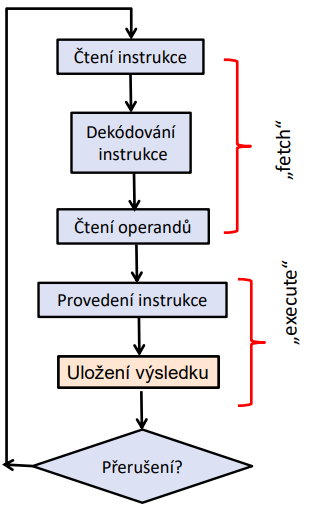 Čtení instrukce
Dekódování
instrukce
Čtení operandů
„fetch“
Provedení instrukce
Uložení výsledku
„execute“
Přerušení?